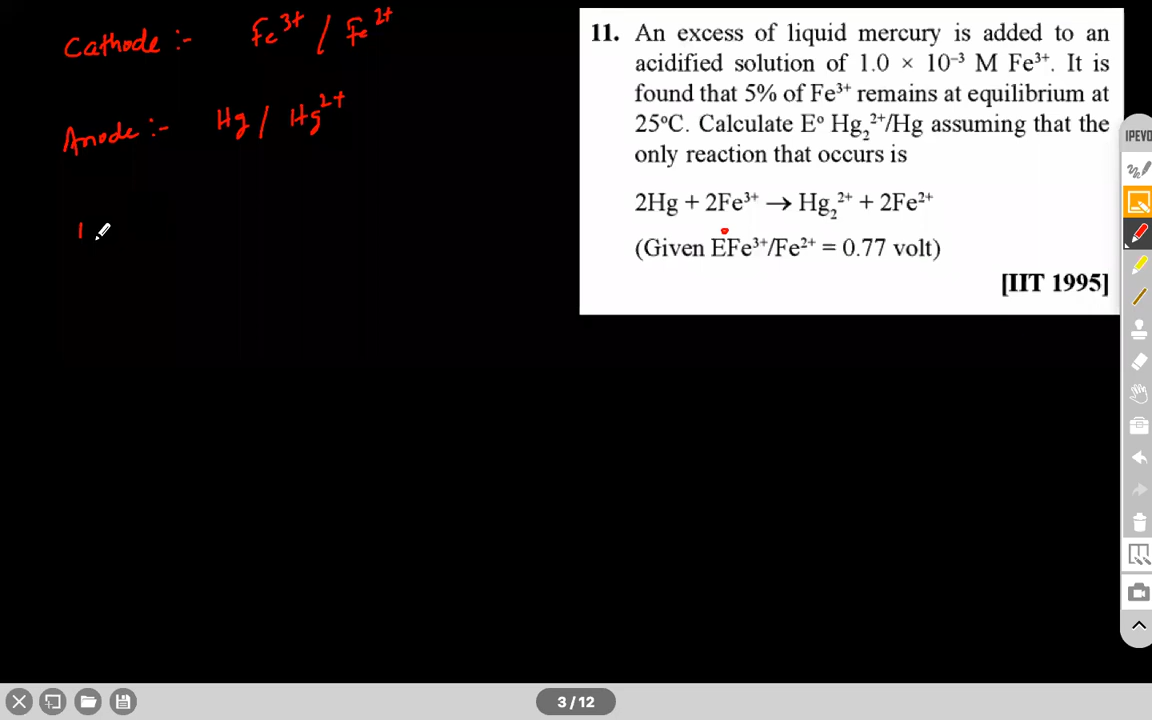 Cathode :- Fe³⁺ / Fe²⁺
Anode :- Hg / Hg²⁺
1
11. An excess of liquid mercury is added to an
acidified solution of 1.0 × 10⁻³ M Fe³⁺. It is
found that 5% of Fe³⁺ remains at equilibrium at
25°C. Calculate E° Hg₂²⁺/Hg assuming that the
only reaction that occurs is
2Hg + 2Fe³⁺ → Hg₂²⁺ + 2Fe²⁺
(Given EFe³⁺/Fe²⁺ = 0.77 volt)
[IIT 1995]
IPEVO
3 / 12